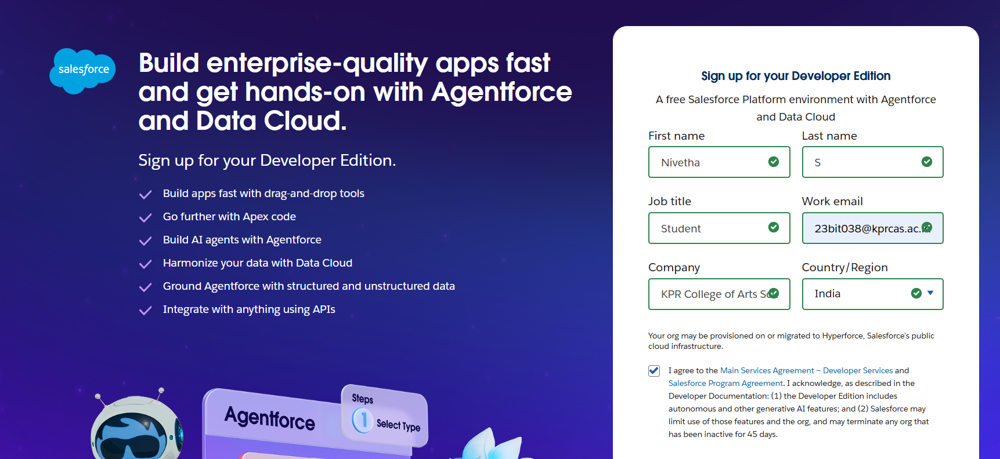 salesforce
Build enterprise-quality apps fast
and get hands-on with Agentforce
and Data Cloud.
Sign up for your Developer Edition.
Build apps fast with drag-and-drop tools
Go further with Apex code
Build AI agents with Agentforce
Harmonize your data with Data Cloud
Ground Agentforce with structured and unstructured data
Integrate with anything using APIs
Agentforce
Steps
1 Select Type
Sign up for your Developer Edition
A free Salesforce Platform environment with Agentforce
and Data Cloud
First name
Last name
Nivetha
S
Job title
Work email
Student
23bit038@kprcas.ac.in
Company
Country/Region
KPR College of Arts
India
Your org may be provisioned on or migrated to Hyperforce, Salesforce's public
cloud infrastructure.
I agree to the Main Services Agreement – Developer Services and
Salesforce Program Agreement. I acknowledge, as described in the
Developer Documentation: (1) the Developer Edition includes
autonomous and other generative AI features; and (2) Salesforce may
limit use of those features and the org, and may terminate any org that
has been inactive for 45 days.